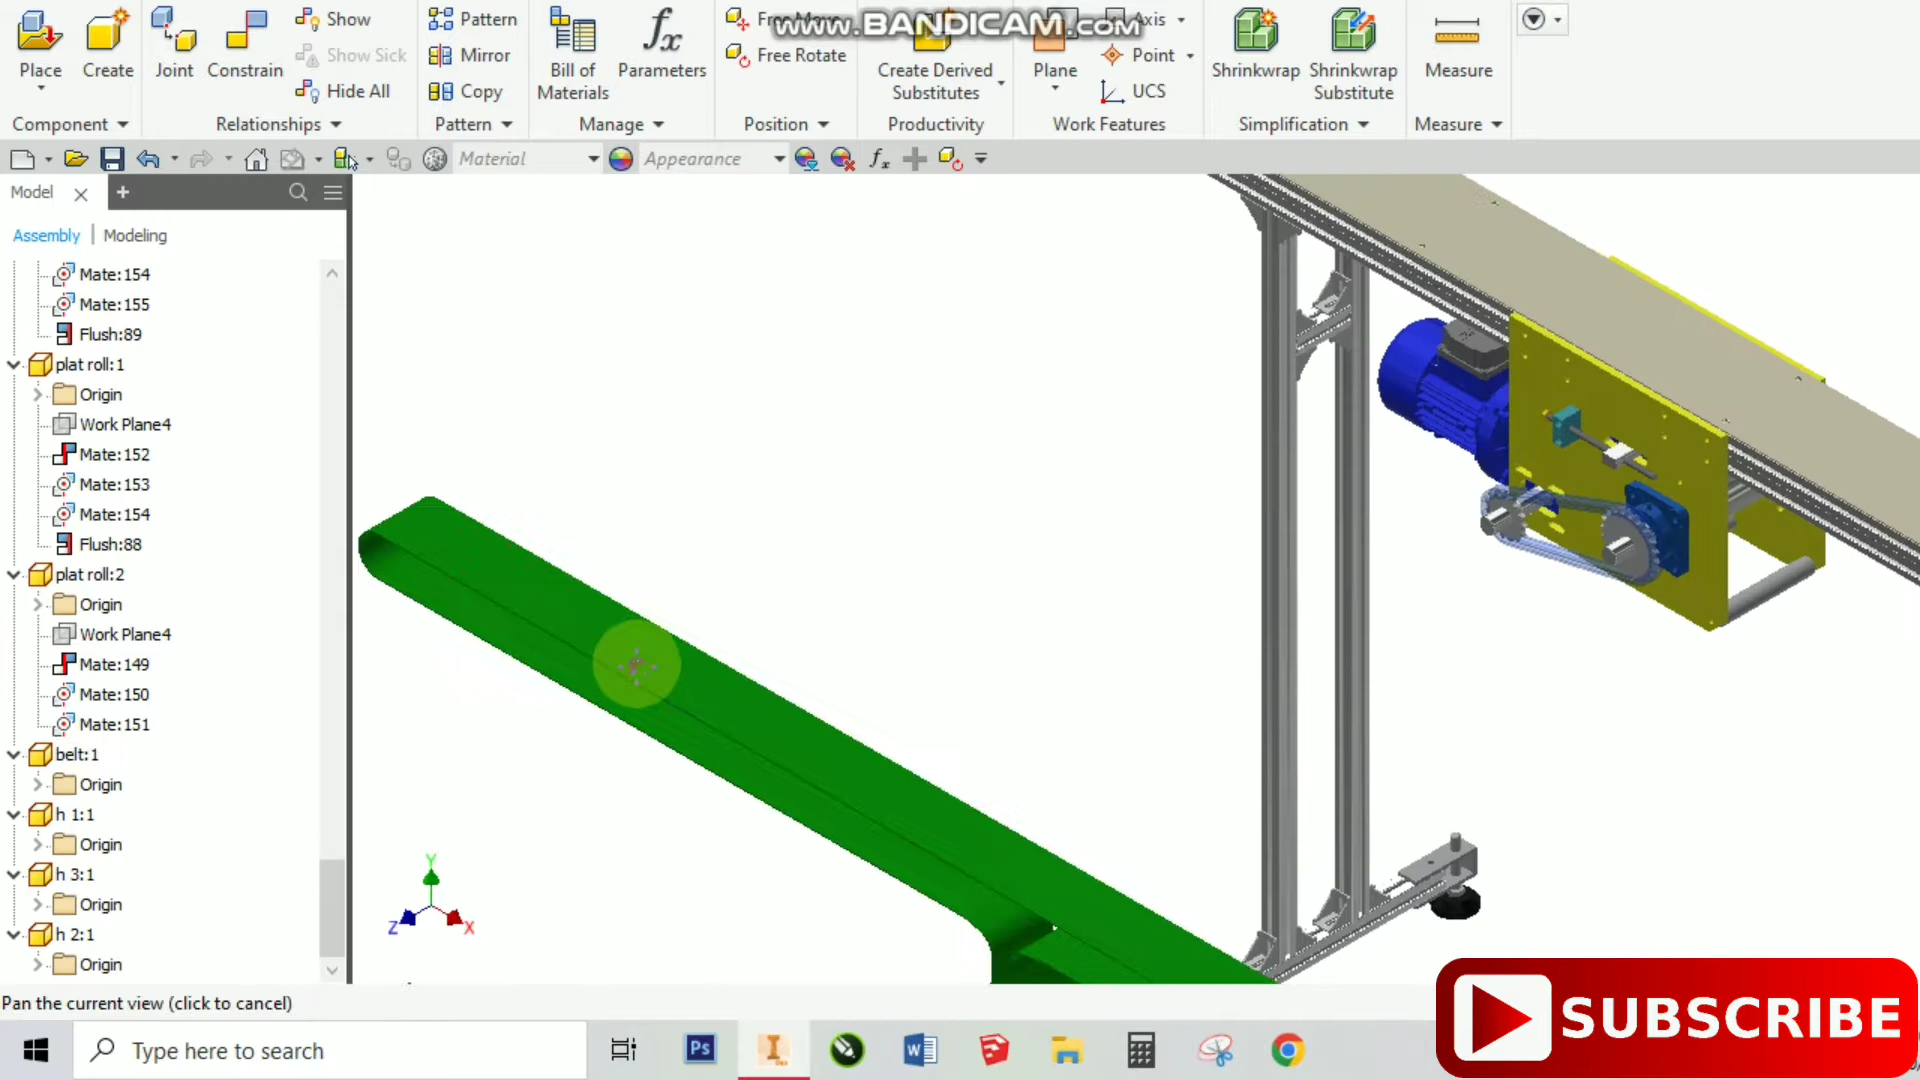 Place
Create
Joint
Constrain
Show
Show Sick
Hide All
Pattern
Mirror
Copy
Bill of
Materials
fx
Parameters
Free Move
Free Rotate
www.BANDICAM.com
Create Derived
Substitutes
Plane
Axis
Point
UCS
Shrinkwrap
Shrinkwrap
Substitute
Measure
Component
Relationships
Pattern
Manage
Position
Productivity
Work Features
Simplification
Measure
Material
Appearance
fx
Model
Assembly
Modeling
Mate:154
Mate:155
Flush:89
plat roll:1
Origin
Work Plane4
Mate:152
Mate:153
Mate:154
Flush:88
plat roll:2
Origin
Work Plane4
Mate:149
Mate:150
Mate:151
belt:1
Origin
h 1:1
Origin
h 3:1
Origin
h 2:1
Origin
Y
Z
X
Pan the current view (click to cancel)
SUBSCRIBE
Type here to search
Ps
I
W